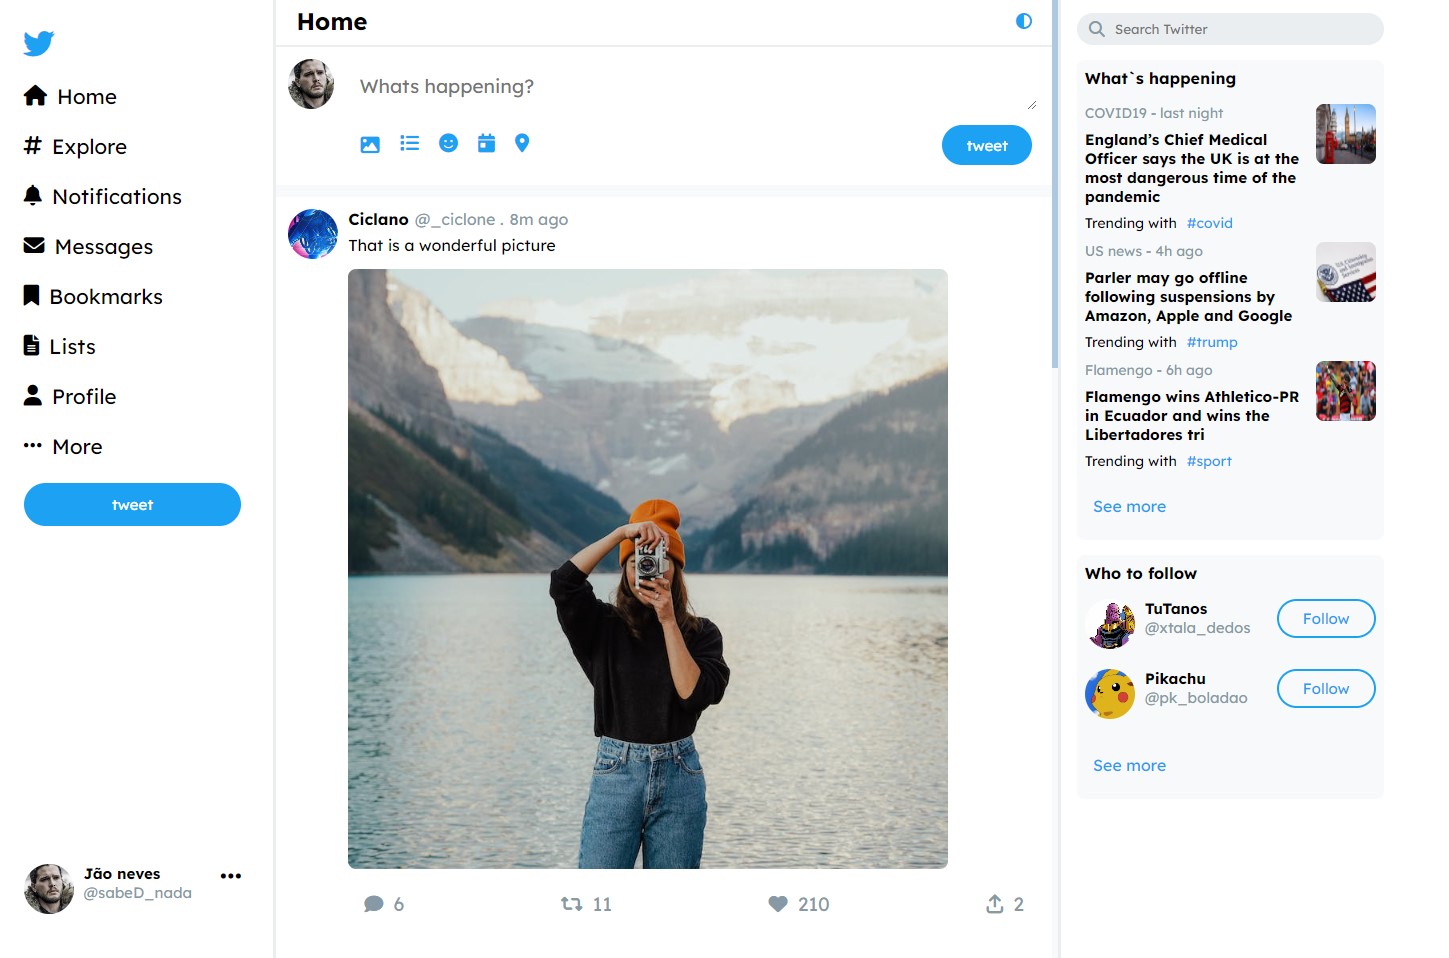 Home
Explore
Notifications
Messages
Bookmarks
Lists
Profile
More
tweet
Jão neves
@sabeD_nada
Home
Whats happening?
tweet
Ciclano @_ciclone . 8m ago
That is a wonderful picture
6
11
210
2
Search Twitter
What`s happening
COVID19 - last night
England’s Chief Medical
Officer says the UK is at the
most dangerous time of the
pandemic
Trending with #covid
US news - 4h ago
Parler may go offline
following suspensions by
Amazon, Apple and Google
Trending with #trump
Flamengo - 6h ago
Flamengo wins Athletico-PR
in Ecuador and wins the
Libertadores tri
Trending with #sport
See more
Who to follow
TuTanos
@xtala_dedos
Follow
Pikachu
@pk_boladao
Follow
See more